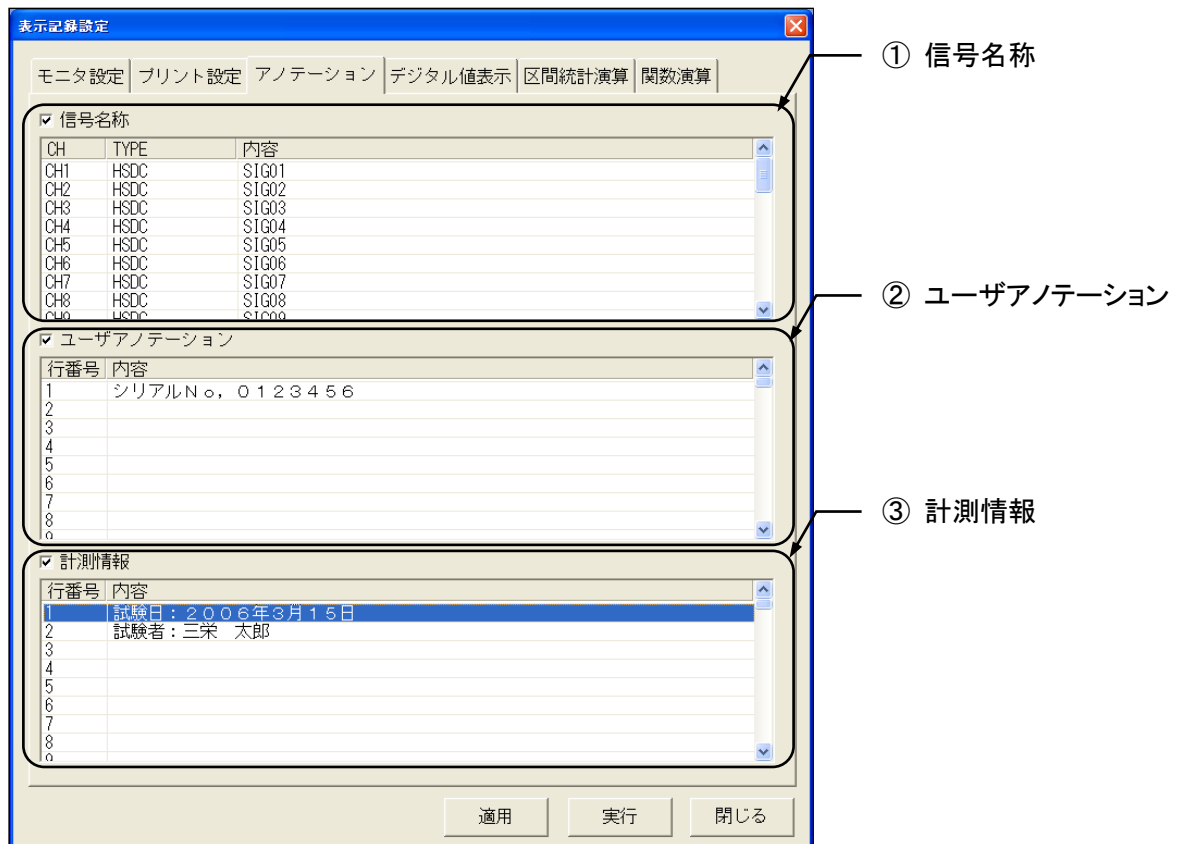 表示記録設定
モニタ設定 プリント設定 アノテーション デジタル値表示 区間統計演算 関数演算
① 信号名称
信号名称
CH TYPE 内容
CH1 HSDC SIG01
CH2 HSDC SIG02
CH3 HSDC SIG03
CH4 HSDC SIG04
CH5 HSDC SIG05
CH6 HSDC SIG06
CH7 HSDC SIG07
CH8 HSDC SIG08
CH9 HSDC SIG09
② ユーザアノテーション
ユーザアノテーション
行番号 内容
1 シリアルNo,0123456
2
3
4
5
6
7
8
9
③ 計測情報
計測情報
行番号 内容
1 試験日:2006年3月15日
2 試験者:三栄 太郎
3
4
5
6
7
8
9
適用 実行 閉じる